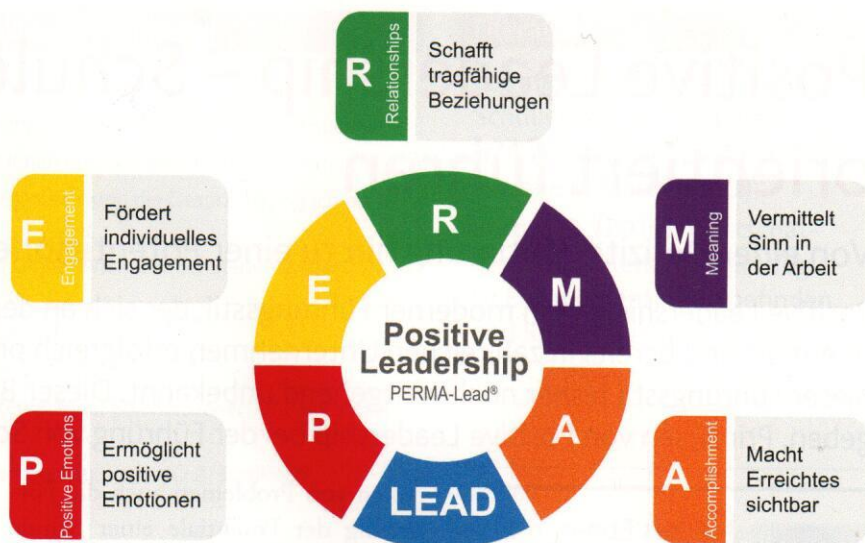 R
Relationships
Schafft
tragfähige
Beziehungen
E
Engagement
Fördert
individuelles
Engagement
M
Meaning
Vermittelt
Sinn in
der Arbeit
P
Positive Emotions
Ermöglicht
positive
Emotionen
A
Accomplishment
Macht
Erreichtes
sichtbar
R
E
M
Positive
Leadership
PERMA-Lead®
P
A
LEAD